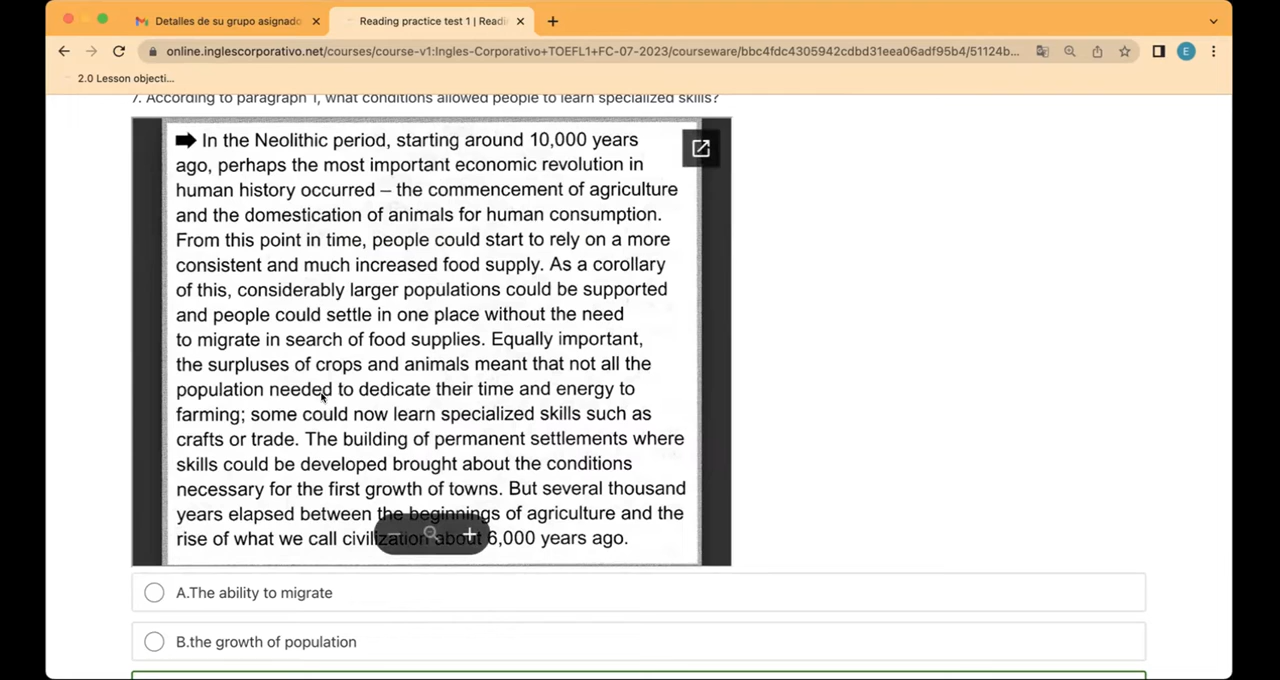 Detalles de su grupo asignado
Reading practice test 1 | Readi
online.inglescorporativo.net/courses/course-v1:Ingles-Corporativo+TOEFL1+FC-07-2023/courseware/bbc4fdc4305942cdbd31eea06adf95b4/51124b...
E
2.0 Lesson objecti...
7. According to paragraph 1, what conditions allowed people to learn specialized skills?
In the Neolithic period, starting around 10,000 years
ago, perhaps the most important economic revolution in
human history occurred – the commencement of agriculture
and the domestication of animals for human consumption.
From this point in time, people could start to rely on a more
consistent and much increased food supply. As a corollary
of this, considerably larger populations could be supported
and people could settle in one place without the need
to migrate in search of food supplies. Equally important,
the surpluses of crops and animals meant that not all the
population needed to dedicate their time and energy to
farming; some could now learn specialized skills such as
crafts or trade. The building of permanent settlements where
skills could be developed brought about the conditions
necessary for the first growth of towns. But several thousand
years elapsed between the beginnings of agriculture and the
rise of what we call civilization about 6,000 years ago.
A.The ability to migrate
B.the growth of population